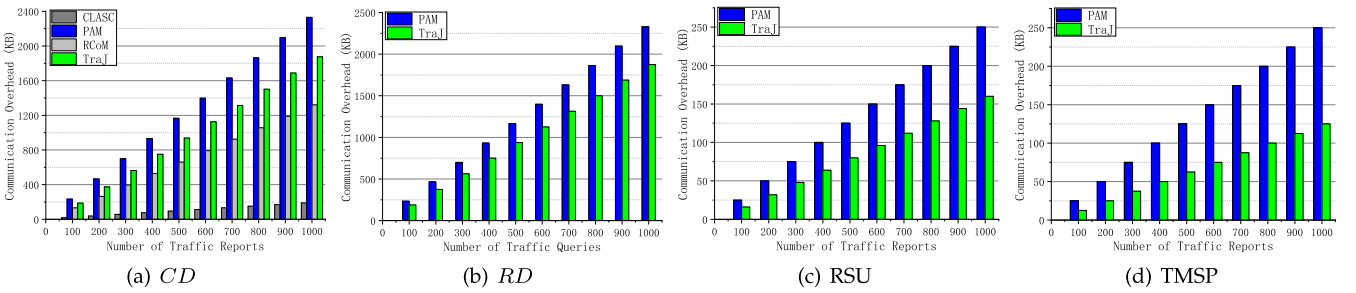 Communication Overhead (KB)
2400
2000
1600
1200
800
400
0
CLASC
PAM
RCoM
TraJ
0 100 200 300 400 500 600 700 800 900 1000
Number of Traffic Reports
(a) CD
Communication Overhead (KB)
2500
2000
1500
1000
500
0
PAM
TraJ
0 100 200 300 400 500 600 700 800 900 1000
Number of Traffic Queries
(b) RD
Communication Overhead (KB)
250
200
150
100
50
0
PAM
TraJ
0 100 200 300 400 500 600 700 800 900 1000
Number of Traffic Reports
(c) RSU
Communication Overhead (KB)
250
200
150
100
50
0
PAM
TraJ
0 100 200 300 400 500 600 700 800 900 1000
Number of Traffic Reports
(d) TMSP